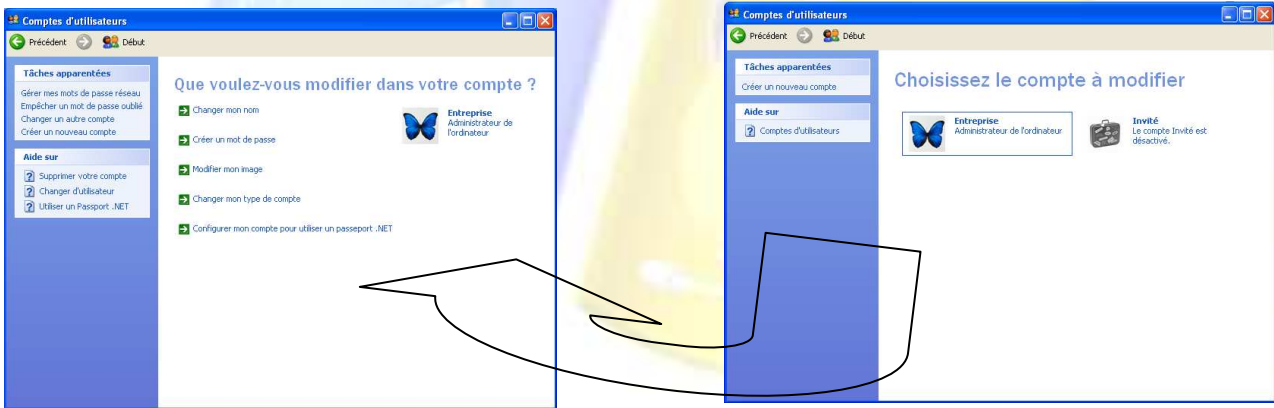 Comptes d'utilisateurs
Précédent Début
Tâches apparentées
Gérer mes mots de passe réseau
Empêcher un mot de passe oublié
Changer un autre compte
Créer un nouveau compte
Aide sur
Supprimer votre compte
Changer d'utilisateur
Utiliser un Passport .NET
Que voulez-vous modifier dans votre compte ?
Changer mon nom
Créer un mot de passe
Modifier mon image
Changer mon type de compte
Configurer mon compte pour utiliser un passeport .NET
Entreprise
Administrateur de
l'ordinateur
Comptes d'utilisateurs
Précédent Début
Tâches apparentées
Créer un nouveau compte
Aide sur
Comptes d'utilisateurs
Choisissez le compte à modifier
Entreprise
Administrateur de l'ordinateur
Invité
Le compte Invité est
désactivé.